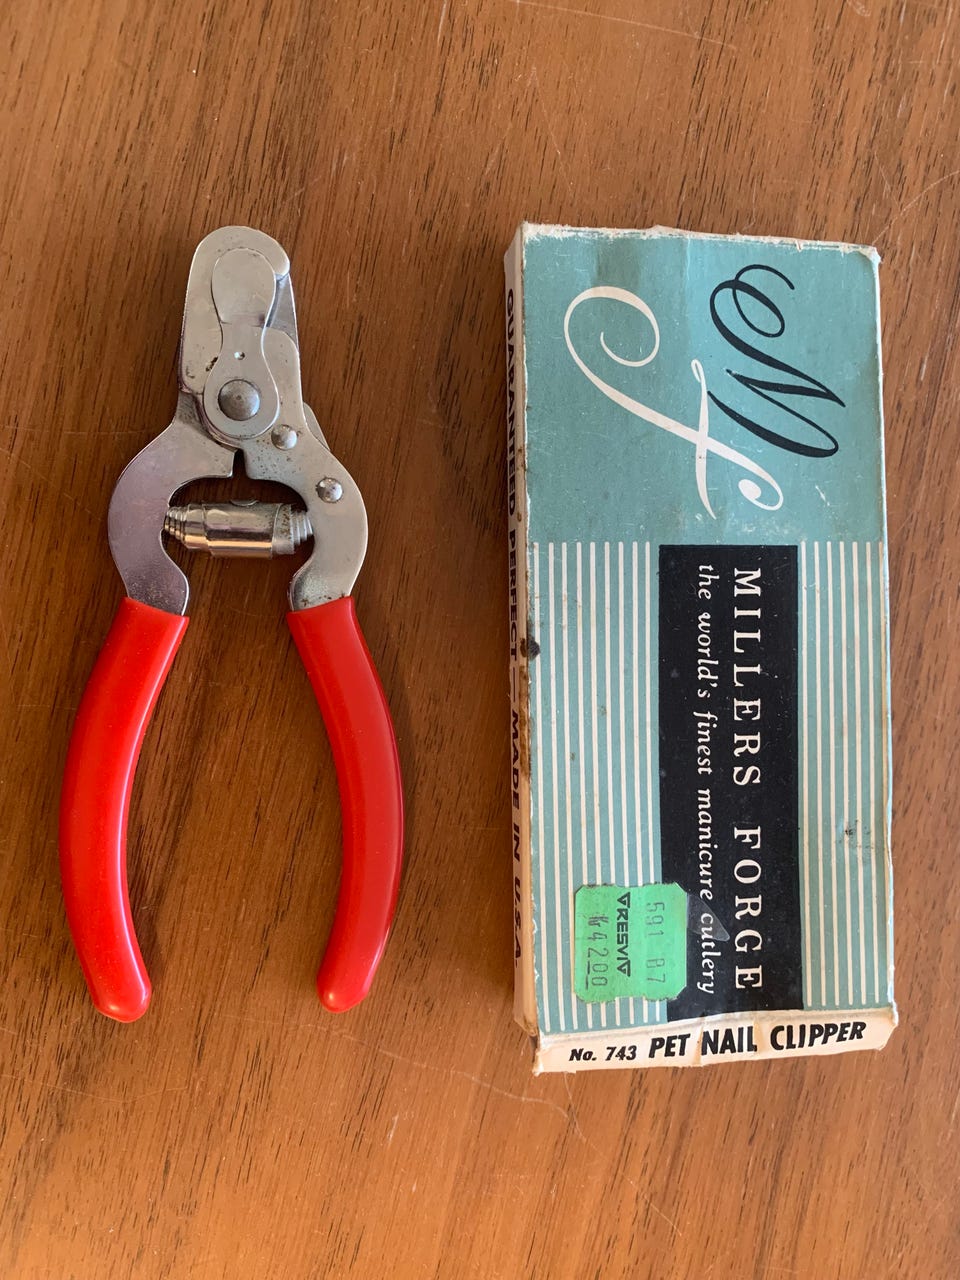 MF
MILLERS FORGE
the world's finest manicure cutlery
591 87
VRESVIV
4200
No. 743 PET NAIL CLIPPER
GUARANTEED PERFECT — MADE IN U.S.A.